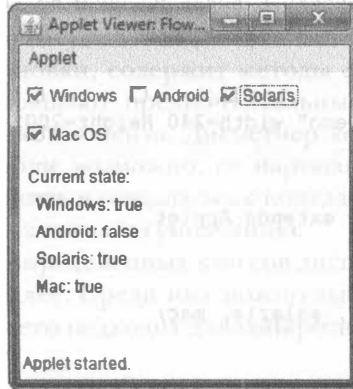 Applet Viewer: Flow...
Applet
Windows Android Solaris
Mac OS
Current state:
Windows: true
Android: false
Solaris: true
Mac: true
Applet started.